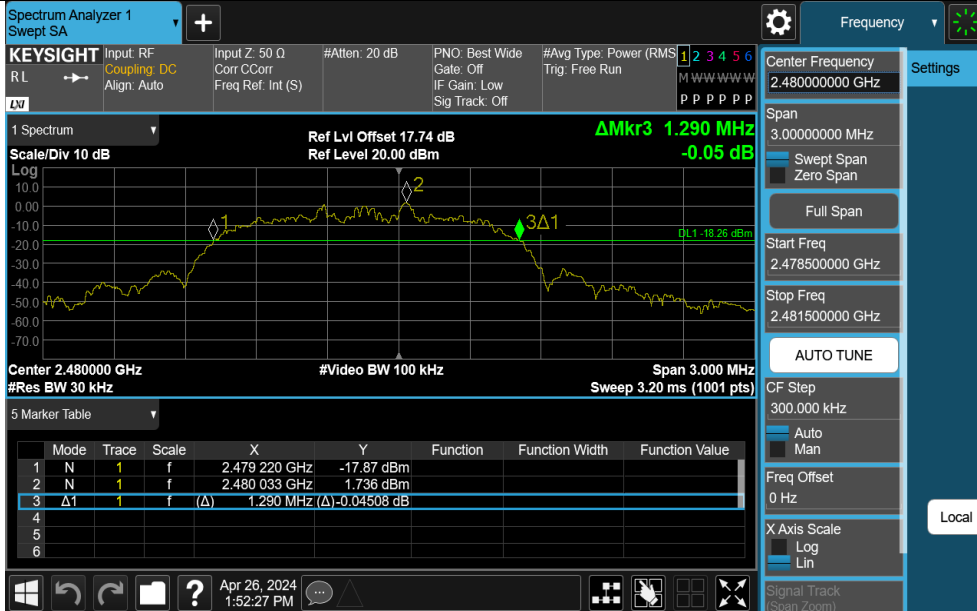 Spectrum Analyzer 1
Swept SA
Frequency
KEYSIGHT
RL
LXI
Input: RF
Coupling: DC
Align: Auto
Input Z: 50 Ω
Corr CCorr
Freq Ref: Int (S)
#Atten: 20 dB
PNO: Best Wide
Gate: Off
IF Gain: Low
Sig Track: Off
#Avg Type: Power (RMS
Trig: Free Run
1 2 3 4 5 6
M W W W W W
P P P P P P
1 Spectrum
Scale/Div 10 dB
Ref Lvl Offset 17.74 dB
Ref Level 20.00 dBm
ΔMkr3 1.290 MHz
-0.05 dB
Log
10.0
0.00
-10.0
-20.0
-30.0
-40.0
-50.0
-60.0
-70.0
1
2
3Δ1
DL1 -18.26 dBm
Center 2.480000 GHz
#Video BW 100 kHz
Span 3.000 MHz
#Res BW 30 kHz
Sweep 3.20 ms (1001 pts)
5 Marker Table
Mode Trace Scale X Y Function Function Width Function Value
1 N 1 f 2.479 220 GHz -17.87 dBm
2 N 1 f 2.480 033 GHz 1.736 dBm
3 Δ1 1 f (Δ) 1.290 MHz (Δ) -0.04508 dB
4
5
6
Apr 26, 2024
1:52:27 PM
Center Frequency
2.480000000 GHz
Settings
Span
3.00000000 MHz
Swept Span
Zero Span
Full Span
Start Freq
2.478500000 GHz
Stop Freq
2.481500000 GHz
AUTO TUNE
CF Step
300.000 kHz
Auto
Man
Freq Offset
0 Hz
Local
X Axis Scale
Log
Lin
Signal Track
(Span Zoom)